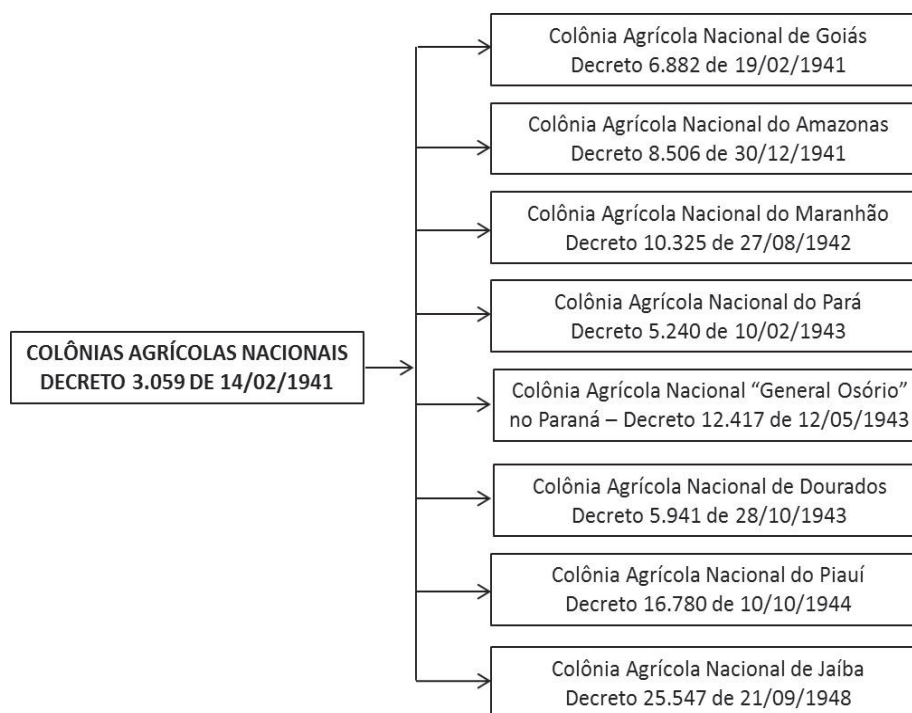 Colônia Agrícola Nacional de Goiás
Decreto 6.882 de 19/02/1941
Colônia Agrícola Nacional do Amazonas
Decreto 8.506 de 30/12/1941
Colônia Agrícola Nacional do Maranhão
Decreto 10.325 de 27/08/1942
Colônia Agrícola Nacional do Pará
Decreto 5.240 de 10/02/1943
COLÔNIAS AGRÍCOLAS NACIONAIS
DECRETO 3.059 DE 14/02/1941
Colônia Agrícola Nacional “General Osório”
no Paraná – Decreto 12.417 de 12/05/1943
Colônia Agrícola Nacional de Dourados
Decreto 5.941 de 28/10/1943
Colônia Agrícola Nacional do Piauí
Decreto 16.780 de 10/10/1944
Colônia Agrícola Nacional de Jaíba
Decreto 25.547 de 21/09/1948